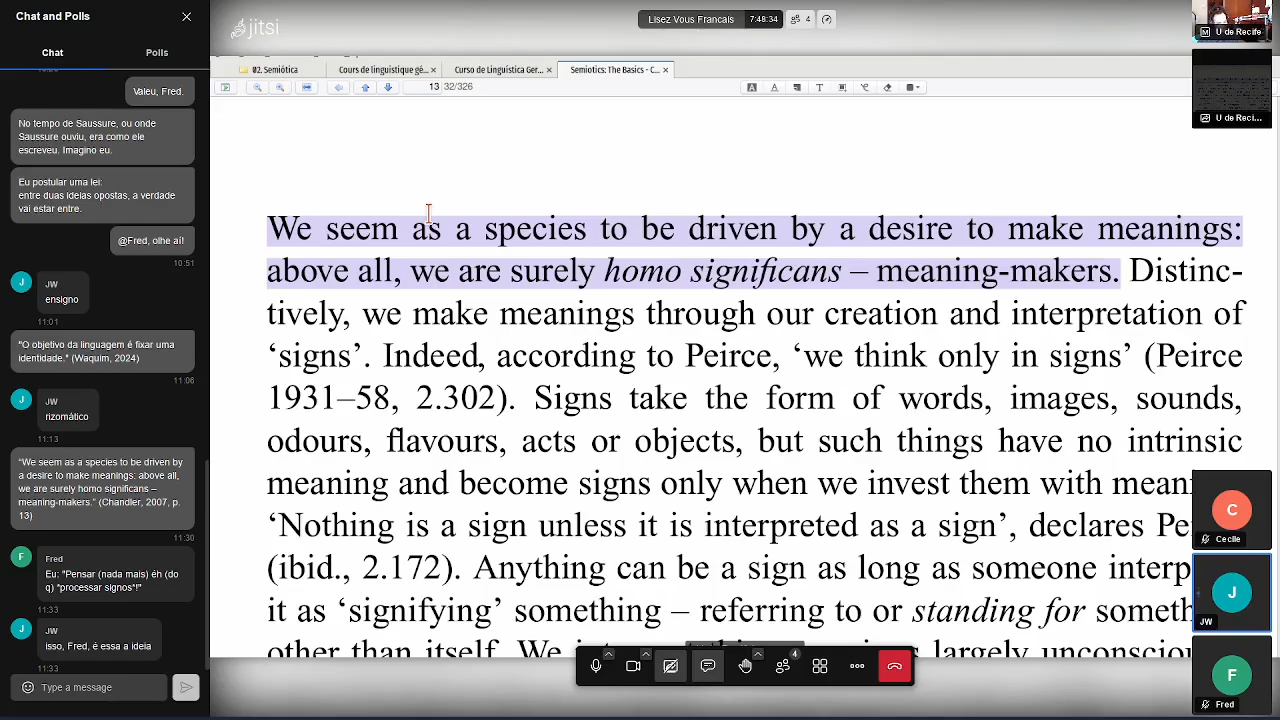 Chat and Polls
Chat
Polls
Valeu, Fred.
No tempo de Saussure, ou onde
Saussure ouviu, era como ele
escreveu. Imagino eu.
Eu postular uma lei:
entre duas ideias opostas, a verdade
vai estar entre.
@Fred, olhe aí!
10:51
J
JW
ensigno
11:01
"O objetivo da linguagem é fixar uma
identidade." (Waquim, 2024)
11:06
J
JW
rizomático
11:13
"We seem as a species to be driven by
a desire to make meanings: above all,
we are surely homo significans –
meaning-makers." (Chandler, 2007, p.
13)
11:30
F
Fred
Eu: "Pensar (nada mais) éh (do
q) "processar signos"!"
11:33
J
JW
isso, Fred, é essa a ideia
11:33
Type a message
jitsi
Lisez Vous Francais
7:48:34
4
02. Semiótica
Cours de linguistique gé...
Curso de Linguística Ger...
Semiotics: The Basics - C...
13
32/326
We seem as a species to be driven by a desire to make meanings:
above all, we are surely homo significans – meaning-makers. Distinc-
tively, we make meanings through our creation and interpretation of
‘signs’. Indeed, according to Peirce, ‘we think only in signs’ (Peirce
1931–58, 2.302). Signs take the form of words, images, sounds,
odours, flavours, acts or objects, but such things have no intrinsic
meaning and become signs only when we invest them with meani
‘Nothing is a sign unless it is interpreted as a sign’, declares Pe
(ibid., 2.172). Anything can be a sign as long as someone interp
it as ‘signifying’ something – referring to or standing for someth
other than itself. We largely unconsciou
4
M
U de Recife
U de Reci...
C
Cecile
J
JW
F
Fred